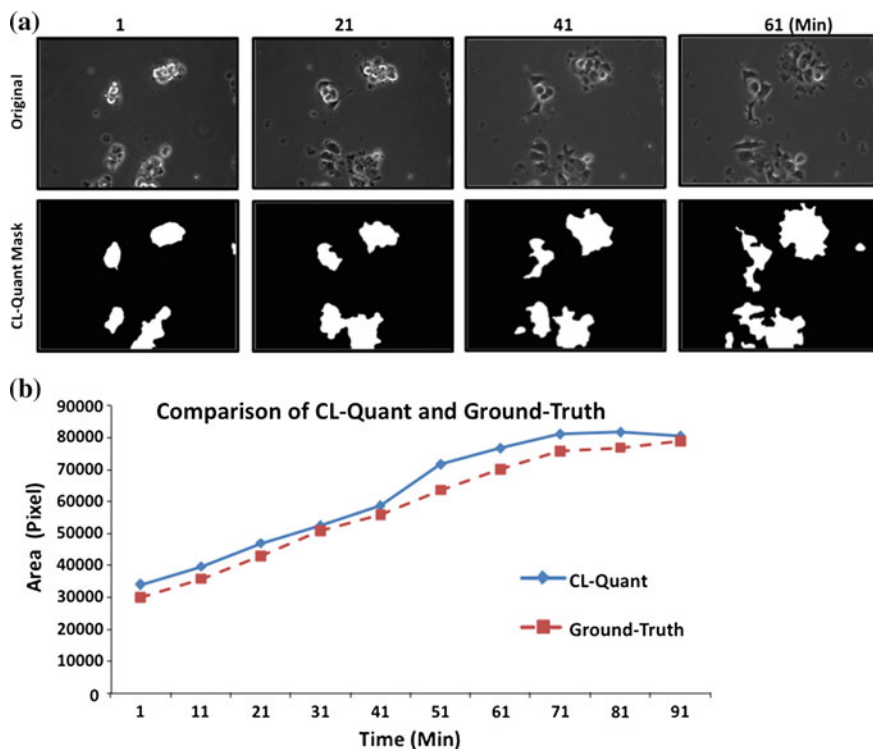 (a)
1 21 41 61 (Min)
Original
CL-Quant Mask
(b)
Comparison of CL-Quant and Ground-Truth
90000
80000
70000
60000
50000
40000
30000
20000
10000
0
Area (Pixel)
CL-Quant
Ground-Truth
1 11 21 31 41 51 61 71 81 91
Time (Min)